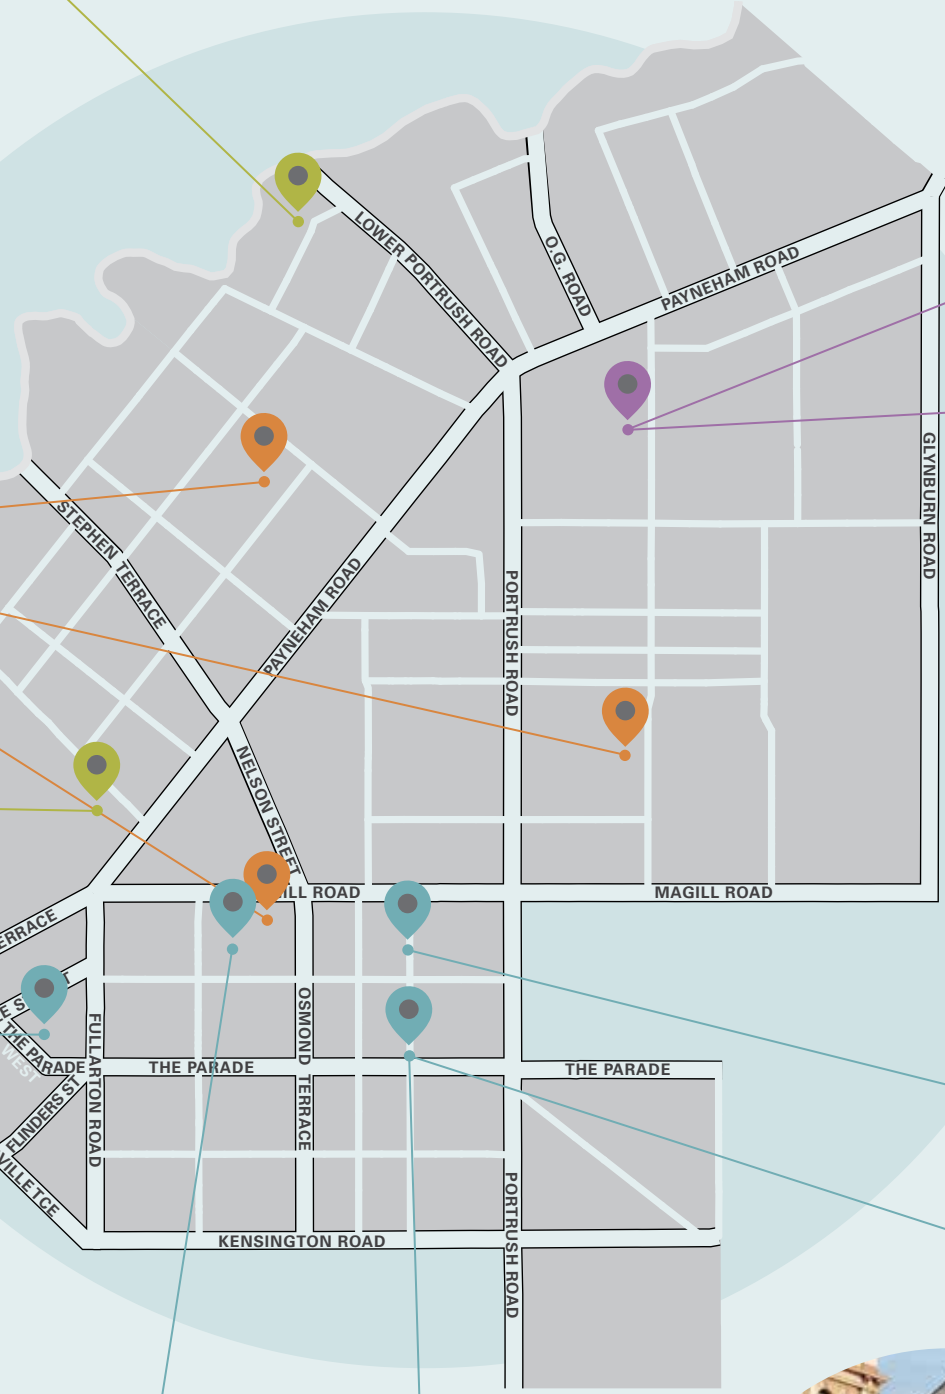 LOWER PORTRUSH ROAD
O.G. ROAD
PAYNEHAM ROAD
GLYNBURN ROAD
STEPHEN TERRACE
PAYNEHAM ROAD
PORTRUSH ROAD
NELSON STREET
ILL ROAD
MAGILL ROAD
ERRACE
E S
T
THE PARADE
WEST
FULLARTON ROAD
OSMOND TERRACE
THE PARADE
THE PARADE
FLINDERS ST
VILLE TCE
PORTRUSH ROAD
KENSINGTON ROAD